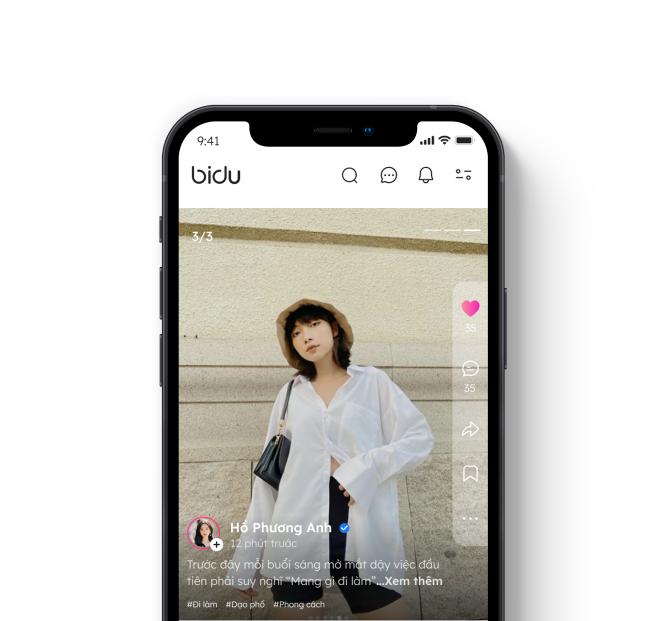 9:41
bidu
3/3
35
35
Hồ Phương Anh
12 phút trước
Trước đây mỗi buổi sáng mở mắt dậy việc đầu
tiên phải suy nghĩ “Mang gì đi làm”...Xem thêm
#Đi làm #Dạo phố #Phong cách